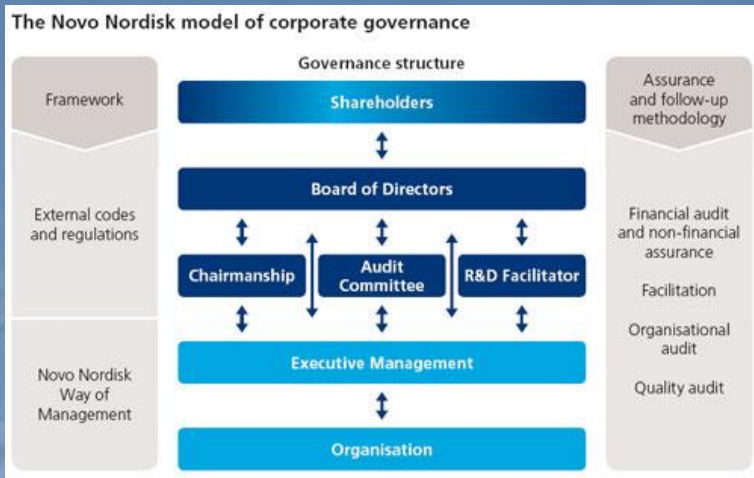 The Novo Nordisk model of corporate governance
Governance structure
Framework
External codes
and regulations
Novo Nordisk
Way of
Management
Shareholders
Board of Directors
Chairmanship
Audit
Committee
R&D Facilitator
Executive Management
Organisation
Assurance
and follow-up
methodology
Financial audit
and non-financial
assurance
Facilitation
Organisational
audit
Quality audit